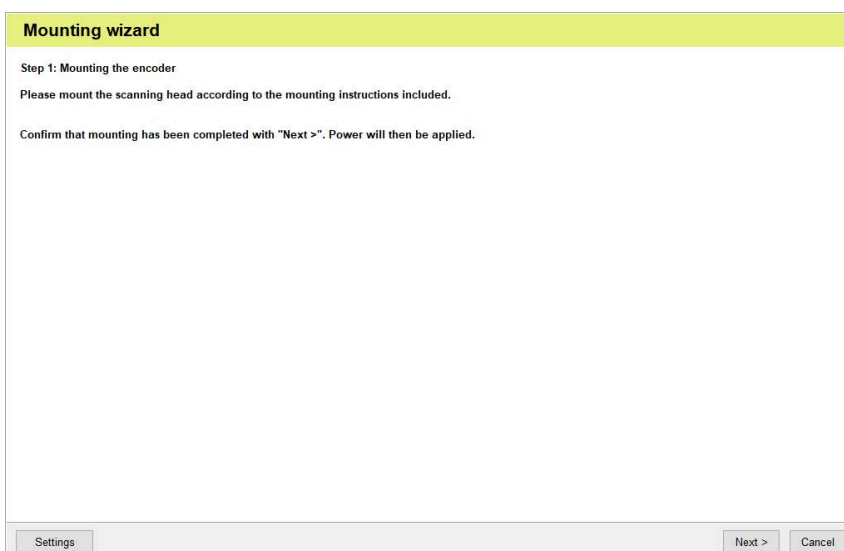 Mounting wizard
Step 1: Mounting the encoder
Please mount the scanning head according to the mounting instructions included.
Confirm that mounting has been completed with "Next >". Power will then be applied.
Settings
Next >
Cancel